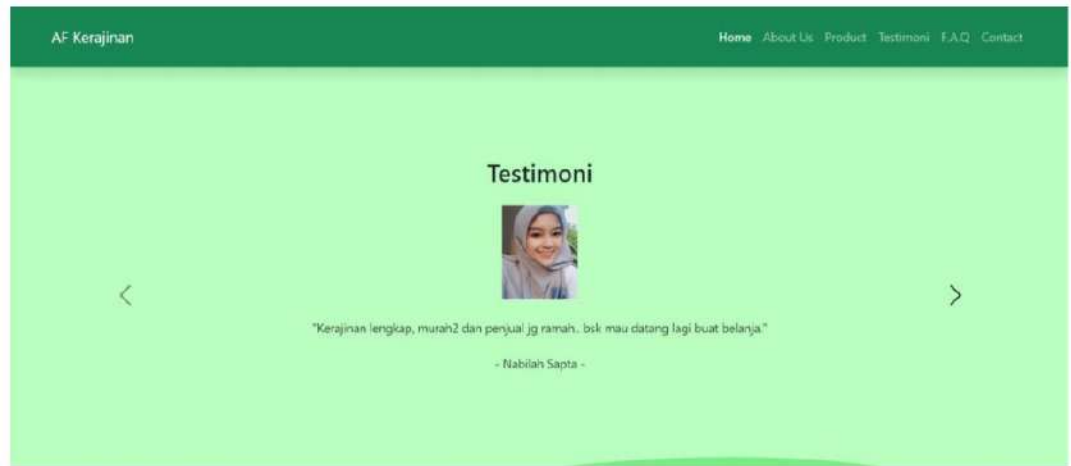 AF Kerajinan
Home About Us Product Testimoni F.A.Q Contact
Testimoni
"Kerajinan lengkap, murah2 dan penjual jg ramah.. bsk mau datang lagi buat belanja."
- Nabilah Sapta -